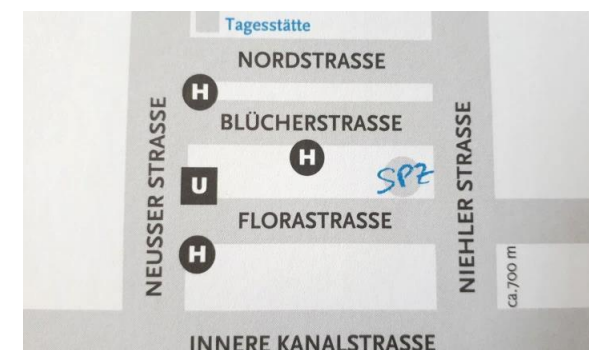 Tagesstätte
NORDSTRASSE
H
BLÜCHERSTRASSE
H
SPZ
U
FLORASTRASSE
H
NEUSSER STRASSE
NIEHLER STRASSE
ca.700 m
INNERE KANALSTRASSE